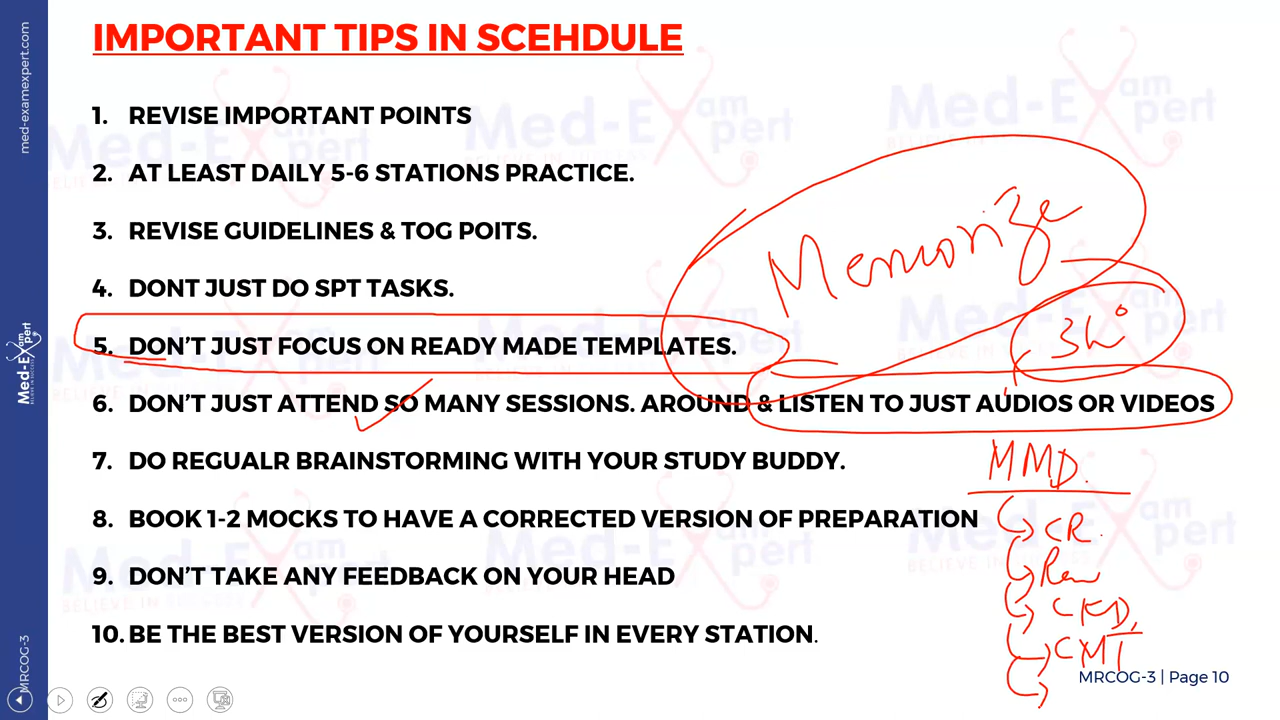 IMPORTANT TIPS IN SCEHDULE
1. REVISE IMPORTANT POINTS
2. AT LEAST DAILY 5-6 STATIONS PRACTICE.
3. REVISE GUIDELINES & TOG POITS.
4. DONT JUST DO SPT TASKS.
5. DON'T JUST FOCUS ON READY MADE TEMPLATES.
6. DON'T JUST ATTEND SO MANY SESSIONS. AROUND & LISTEN TO JUST AUDIOS OR VIDEOS
7. DO REGUALR BRAINSTORMING WITH YOUR STUDY BUDDY.
8. BOOK 1-2 MOCKS TO HAVE A CORRECTED VERSION OF PREPARATION
9. DON'T TAKE ANY FEEDBACK ON YOUR HEAD
10. BE THE BEST VERSION OF YOURSELF IN EVERY STATION.
Memorize
MMD.
CR.
CKD,
MRCOG-3 | Page 10
med-examexpert.com
Med-EXam
pert
MRCOG-3